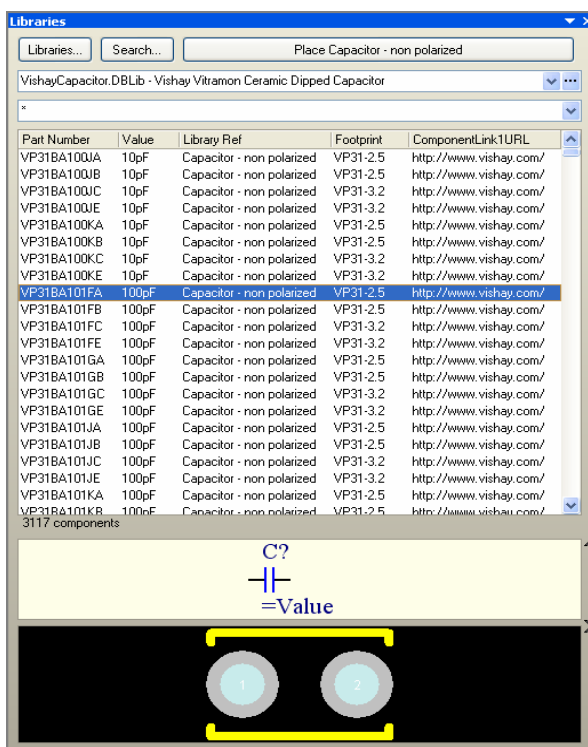 Libraries
Libraries... Search... Place Capacitor - non polarized
VishayCapacitor.DBLib - Vishay Vitramon Ceramic Dipped Capacitor ...
*
Part Number Value Library Ref Footprint ComponentLink1URL
VP31BA100JA 10pF Capacitor - non polarized VP31-2.5 http://www.vishay.com/
VP31BA100JB 10pF Capacitor - non polarized VP31-2.5 http://www.vishay.com/
VP31BA100JC 10pF Capacitor - non polarized VP31-3.2 http://www.vishay.com/
VP31BA100JE 10pF Capacitor - non polarized VP31-3.2 http://www.vishay.com/
VP31BA100KA 10pF Capacitor - non polarized VP31-2.5 http://www.vishay.com/
VP31BA100KB 10pF Capacitor - non polarized VP31-2.5 http://www.vishay.com/
VP31BA100KC 10pF Capacitor - non polarized VP31-3.2 http://www.vishay.com/
VP31BA100KE 10pF Capacitor - non polarized VP31-3.2 http://www.vishay.com/
VP31BA101FA 100pF Capacitor - non polarized VP31-2.5 http://www.vishay.com/
VP31BA101FB 100pF Capacitor - non polarized VP31-2.5 http://www.vishay.com/
VP31BA101FC 100pF Capacitor - non polarized VP31-3.2 http://www.vishay.com/
VP31BA101FE 100pF Capacitor - non polarized VP31-3.2 http://www.vishay.com/
VP31BA101GA 100pF Capacitor - non polarized VP31-2.5 http://www.vishay.com/
VP31BA101GB 100pF Capacitor - non polarized VP31-2.5 http://www.vishay.com/
VP31BA101GC 100pF Capacitor - non polarized VP31-3.2 http://www.vishay.com/
VP31BA101GE 100pF Capacitor - non polarized VP31-3.2 http://www.vishay.com/
VP31BA101JA 100pF Capacitor - non polarized VP31-2.5 http://www.vishay.com/
VP31BA101JB 100pF Capacitor - non polarized VP31-2.5 http://www.vishay.com/
VP31BA101JC 100pF Capacitor - non polarized VP31-3.2 http://www.vishay.com/
VP31BA101JE 100pF Capacitor - non polarized VP31-3.2 http://www.vishay.com/
VP31BA101KA 100pF Capacitor - non polarized VP31-2.5 http://www.vishay.com/
VP31BA101KB 100pF Capacitor - non polarized VP31-2.5 http://www.vishay.com/
3117 components
C?
=Value
1 2